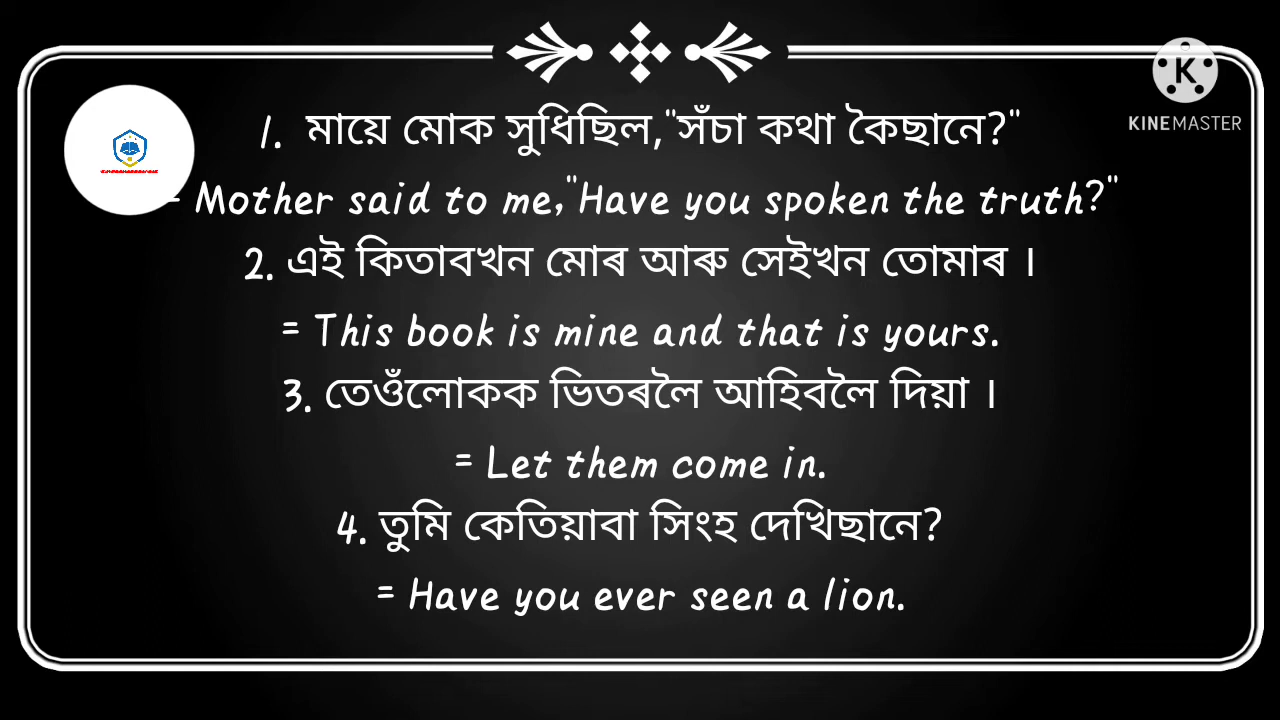 KINEMASTER
1. মায়ে মোক সুধিছিল,"সঁচা কথা কৈছানে?"
= Mother said to me,"Have you spoken the truth?"
2. এই কিতাবখন মোৰ আৰু সেইখন তোমাৰ ।
= This book is mine and that is yours.
3. তেওঁলোকক ভিতৰলৈ আহিবলৈ দিয়া ।
= Let them come in.
4. তুমি কেতিয়াবা সিংহ দেখিছানে?
= Have you ever seen a lion.